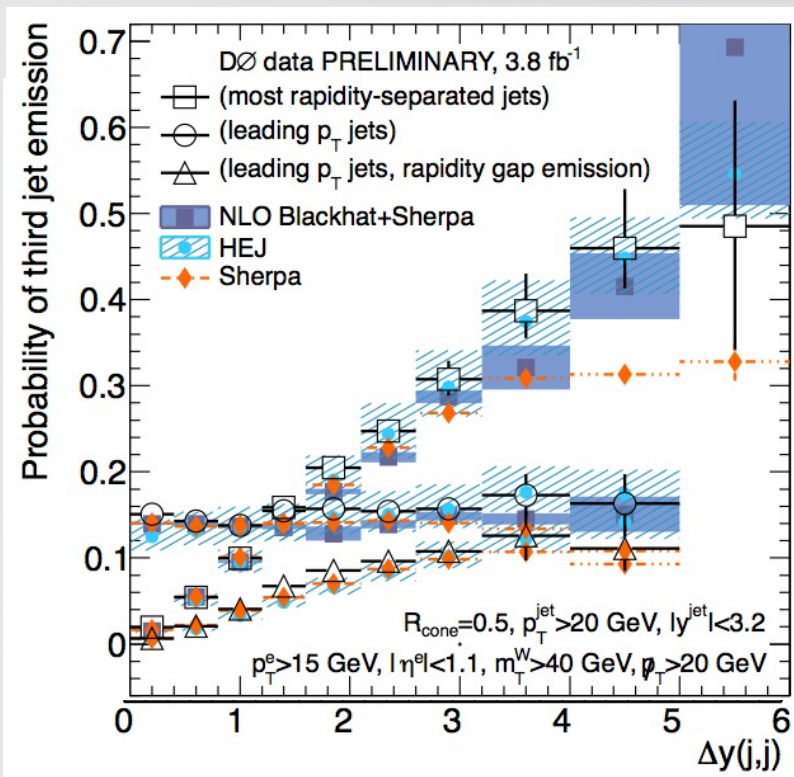 Probability of third jet emission
0.7
0.6
0.5
0.4
0.3
0.2
0.1
0
DØ data PRELIMINARY, 3.8 fb⁻¹
(most rapidity-separated jets)
(leading p_T jets)
(leading p_T jets, rapidity gap emission)
NLO Blackhat+Sherpa
HEJ
Sherpa
R_cone=0.5, p_T^jet>20 GeV, |y^jet|<3.2
p_T^e>15 GeV, |η^e|<1.1, m_T^W>40 GeV, p̸_T>20 GeV
0 1 2 3 4 5 6
Δy(j,j)